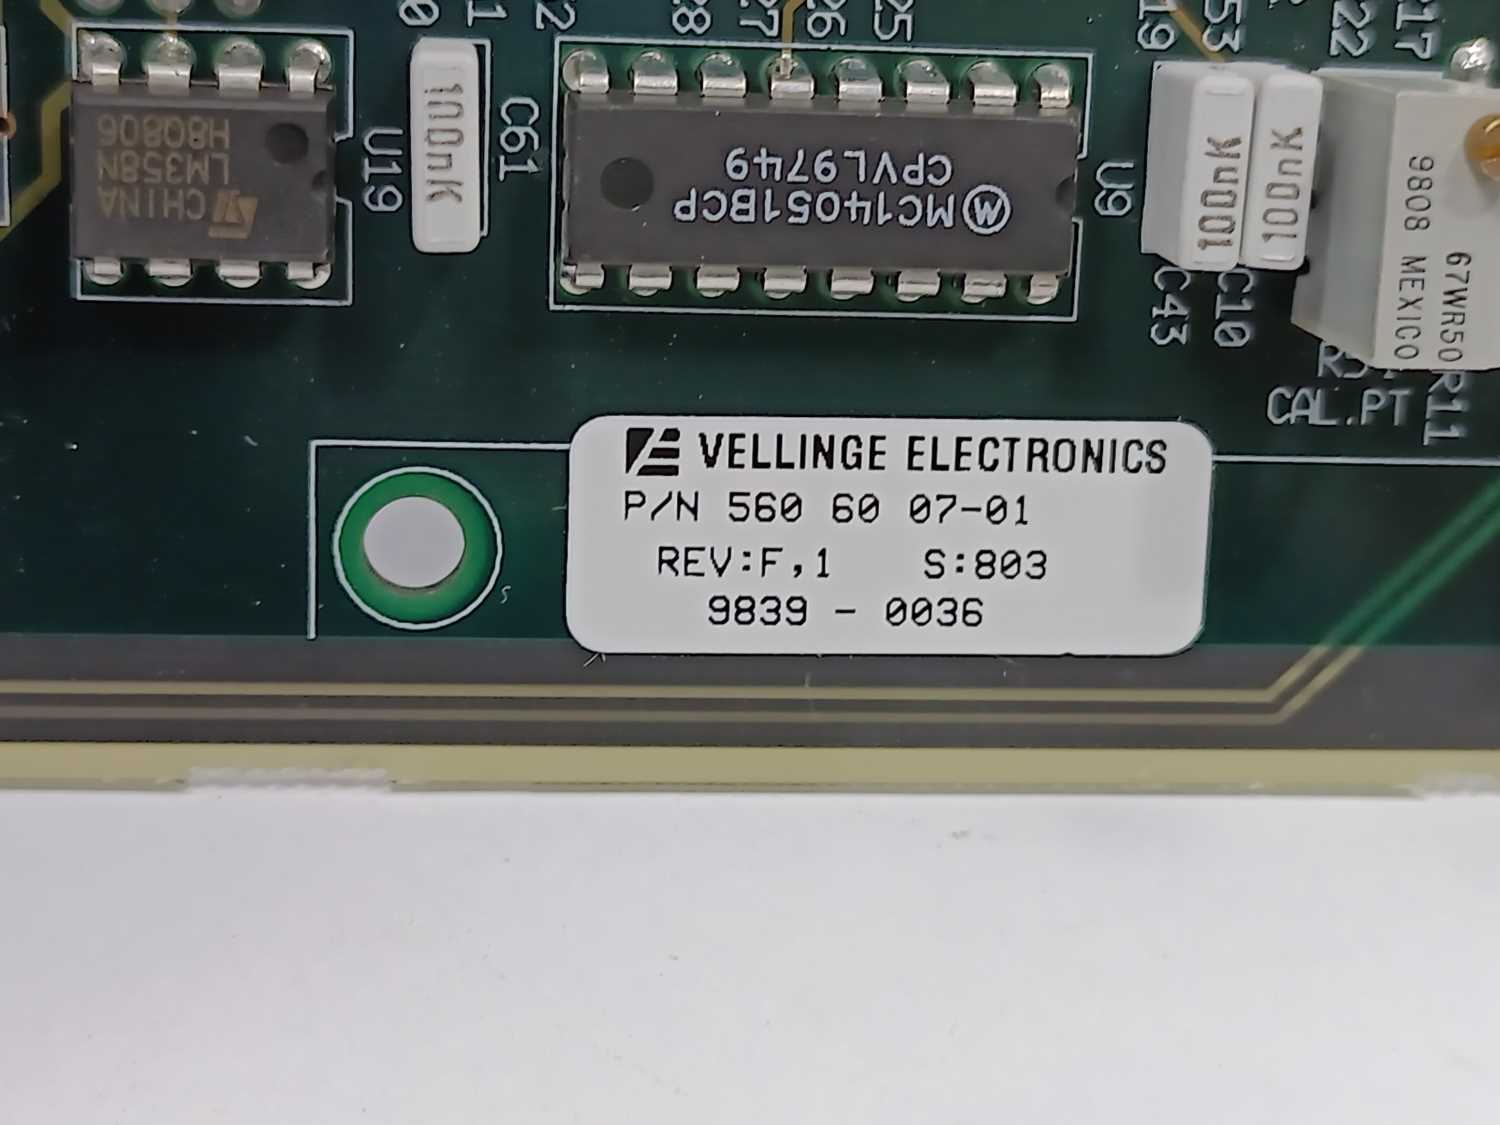 CHINA
LM358N
H8Q806
U19
100nK
C61
MC14051BCP
CPVL9749
U9
100nK
100nK
C43
C10
67WR50
9808 MEXICO
R11
CAL.PT
VELLINGE ELECTRONICS
P/N 560 60 07-01
REV:F,1 S:803
9839 - 0036